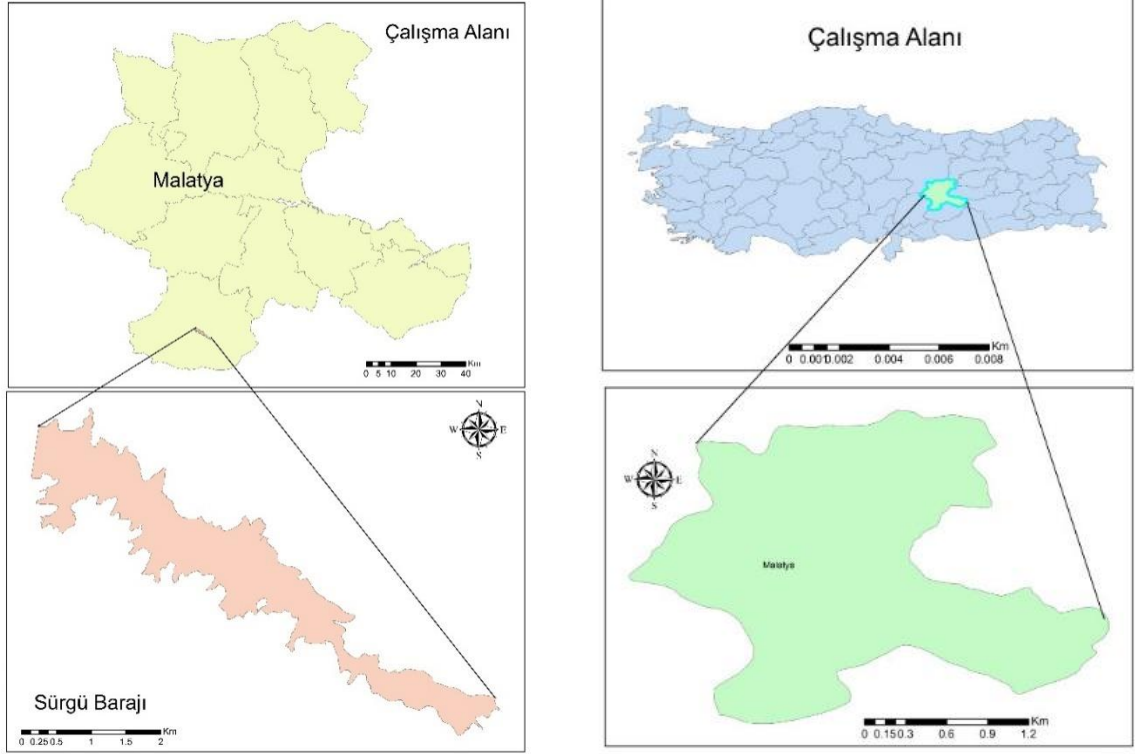 Çalışma Alanı
Malatya
Km
0 5 10 20 30 40
N
W E
S
Sürgü Barajı
Km
0 0.25 0.5 1 1.5 2
Çalışma Alanı
Km
0 0.001 0.002 0.004 0.006 0.008
N
W E
S
Malatya
Km
0 0.15 0.3 0.6 0.9 1.2